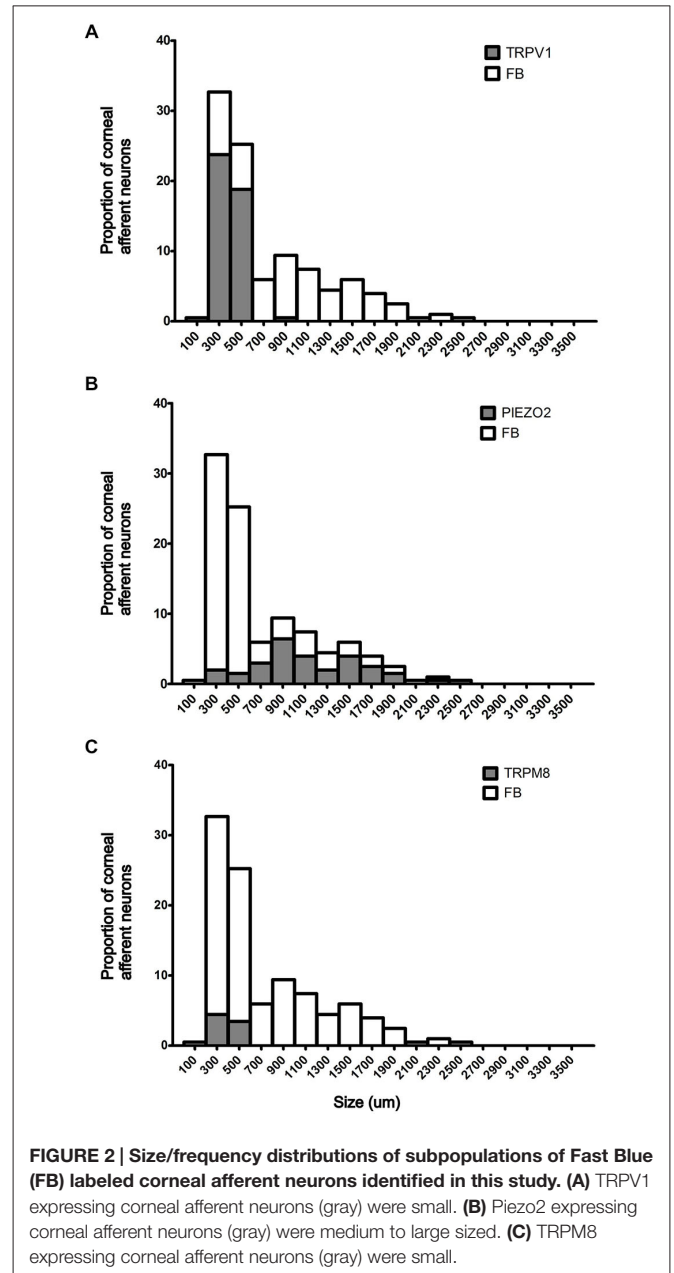 A
40
30
20
10
0
Proportion of corneal
afferent neurons
TRPV1
FB
100 300 500 700 900 1100 1300 1500 1700 1900 2100 2300 2500 2700 2900 3100 3300 3500
B
40
30
20
10
0
Proportion of corneal
afferent neurons
PIEZO2
FB
100 300 500 700 900 1100 1300 1500 1700 1900 2100 2300 2500 2700 2900 3100 3300 3500
C
40
30
20
10
0
Proportion of corneal
afferent neurons
TRPM8
FB
100 300 500 700 900 1100 1300 1500 1700 1900 2100 2300 2500 2700 2900 3100 3300 3500
Size (um)
FIGURE 2 | Size/frequency distributions of subpopulations of Fast Blue
(FB) labeled corneal afferent neurons identified in this study. (A) TRPV1
expressing corneal afferent neurons (gray) were small. (B) Piezo2 expressing
corneal afferent neurons (gray) were medium to large sized. (C) TRPM8
expressing corneal afferent neurons (gray) were small.